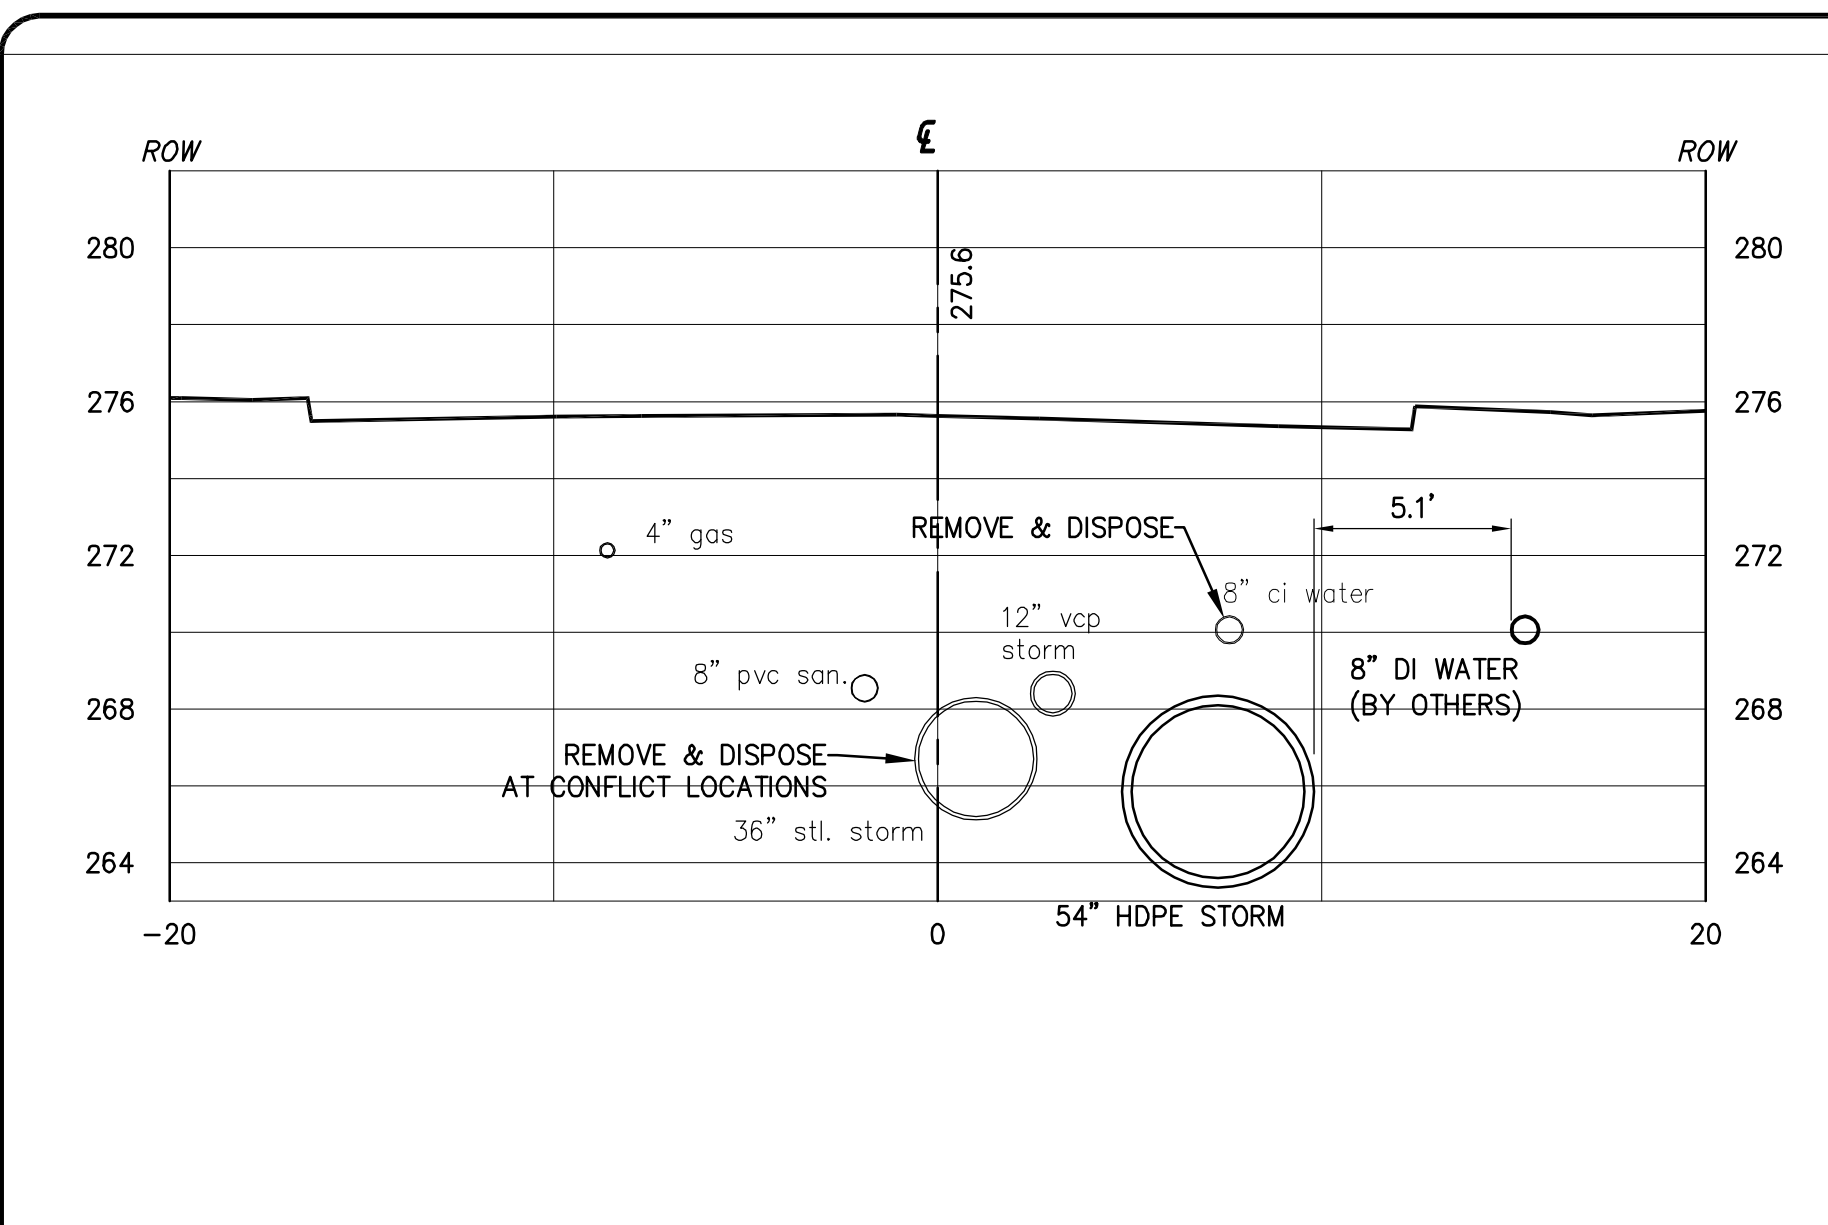 ℄
ROW
ROW
280
280
275.6
276
276
5.1’
4” gas
REMOVE & DISPOSE
272
272
8” ci water
12” vcp
storm
8” pvc san.
8” DI WATER
(BY OTHERS)
268
268
REMOVE & DISPOSE
AT CONFLICT LOCATIONS
36” stl. storm
264
264
54” HDPE STORM
-20
0
20